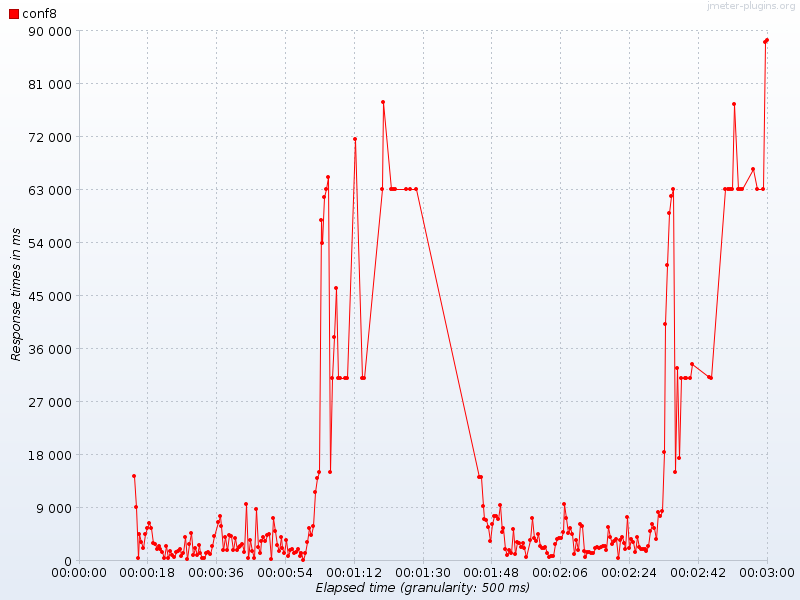 jmeter-plugins.org
conf8
90 000
81 000
72 000
63 000
54 000
45 000
36 000
27 000
18 000
9 000
0
Response times in ms
00:00:00 00:00:18 00:00:36 00:00:54 00:01:12 00:01:30 00:01:48 00:02:06 00:02:24 00:02:42 00:03:00
Elapsed time (granularity: 500 ms)